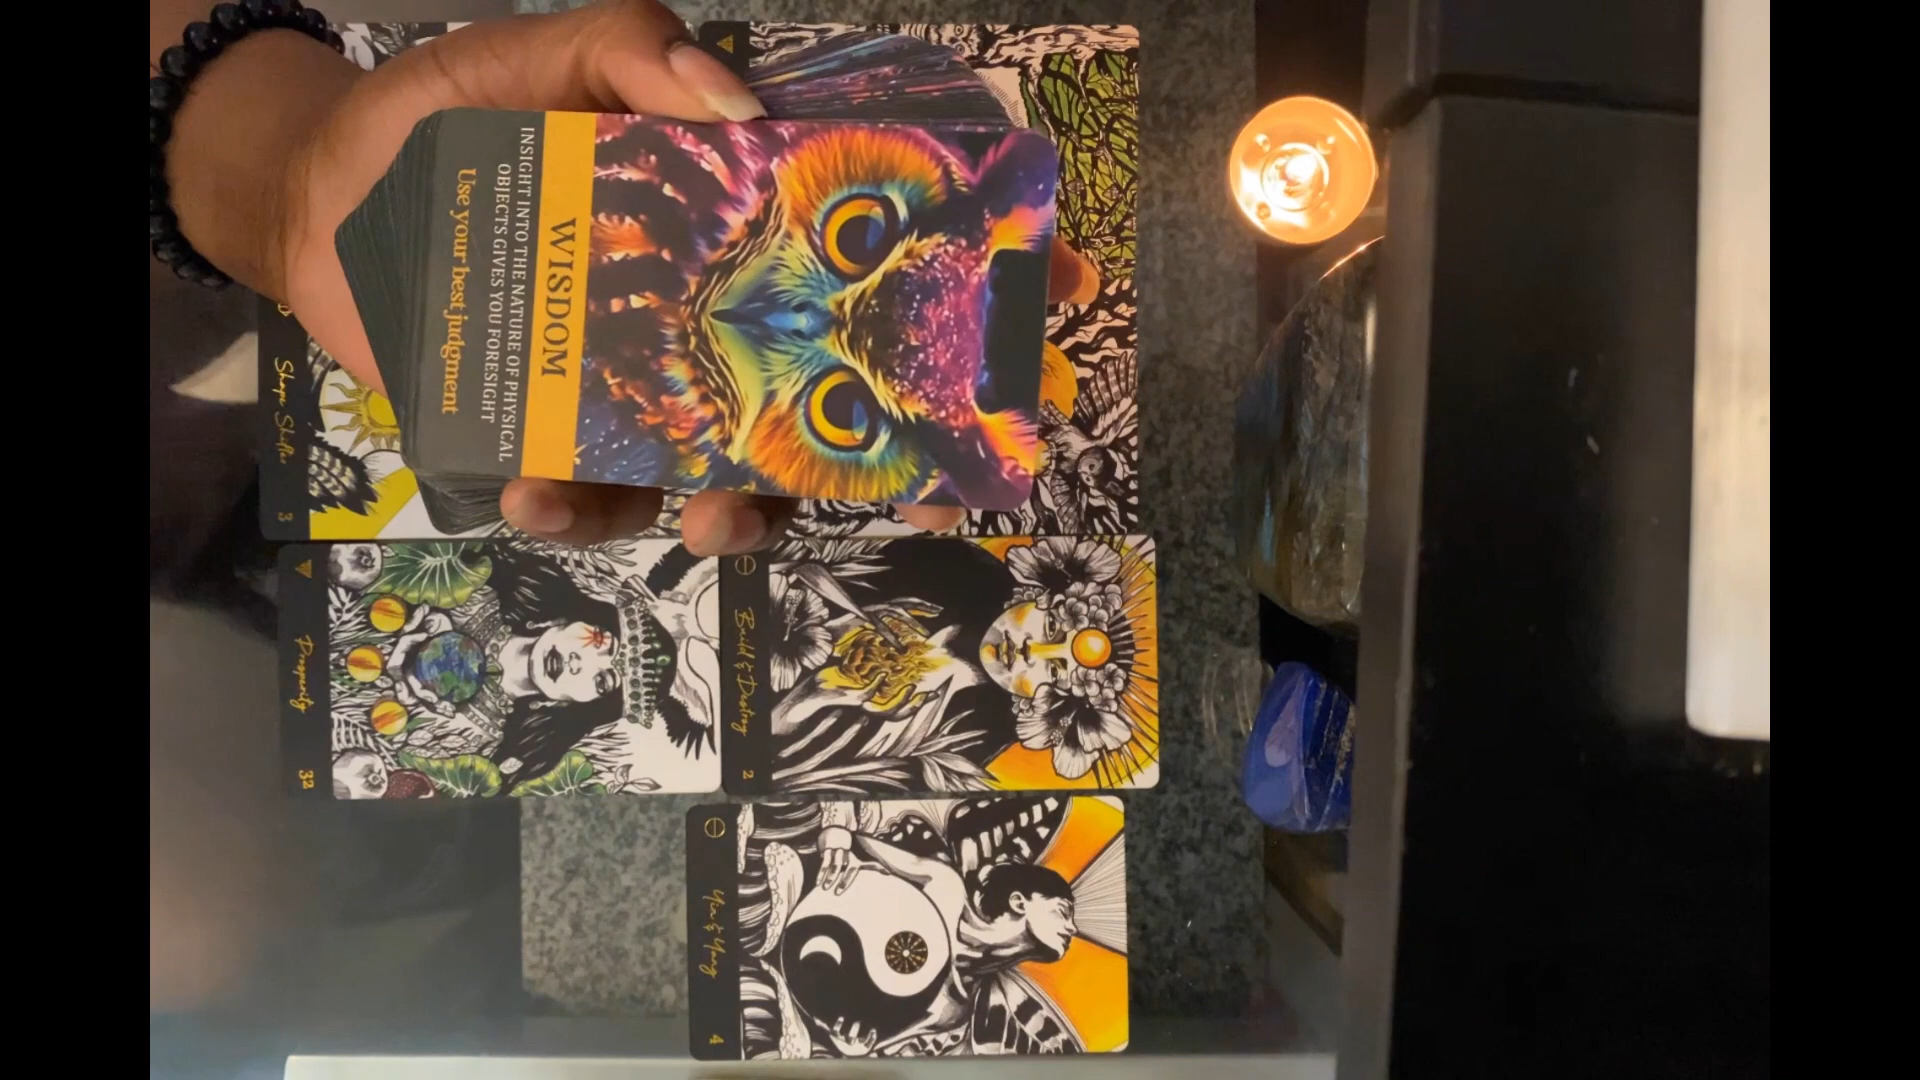 WISDOM
INSIGHT INTO THE NATURE OF PHYSICAL
OBJECTS GIVES YOU FORESIGHT
Use your best judgment
Shape Shifter
3
Prosperity
32
Build & Destroy
2
Yin & Yang
4